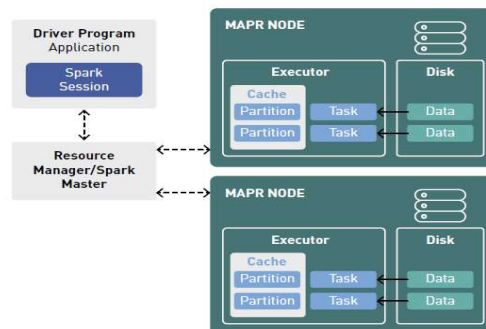 Driver Program
Application
Spark
Session
Resource
Manager/Spark
Master
MAPR NODE
Executor
Disk
Cache
Partition
Task
Data
Partition
Task
Data
MAPR NODE
Executor
Disk
Cache
Partition
Task
Data
Partition
Task
Data